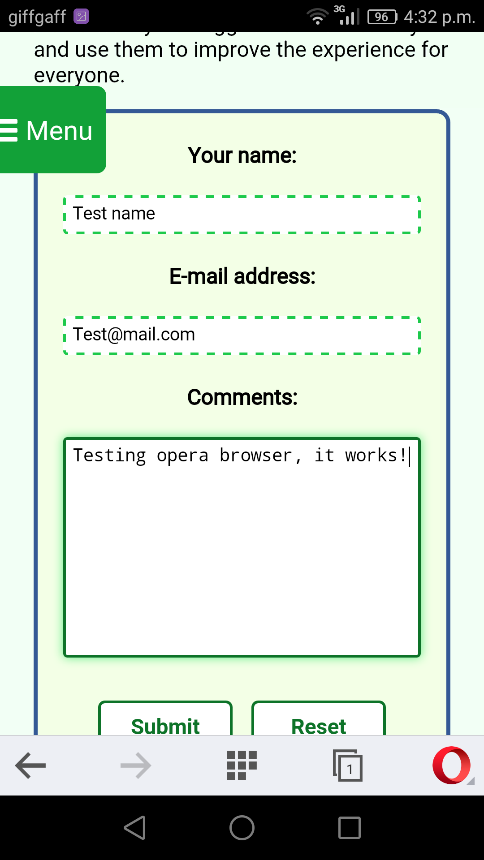 giffgaff 3G 96 4:32 p.m.
and use them to improve the experience for
everyone.
Menu
Your name:
Test name
E-mail address:
Test@mail.com
Comments:
Testing opera browser, it works!
Submit Reset
1